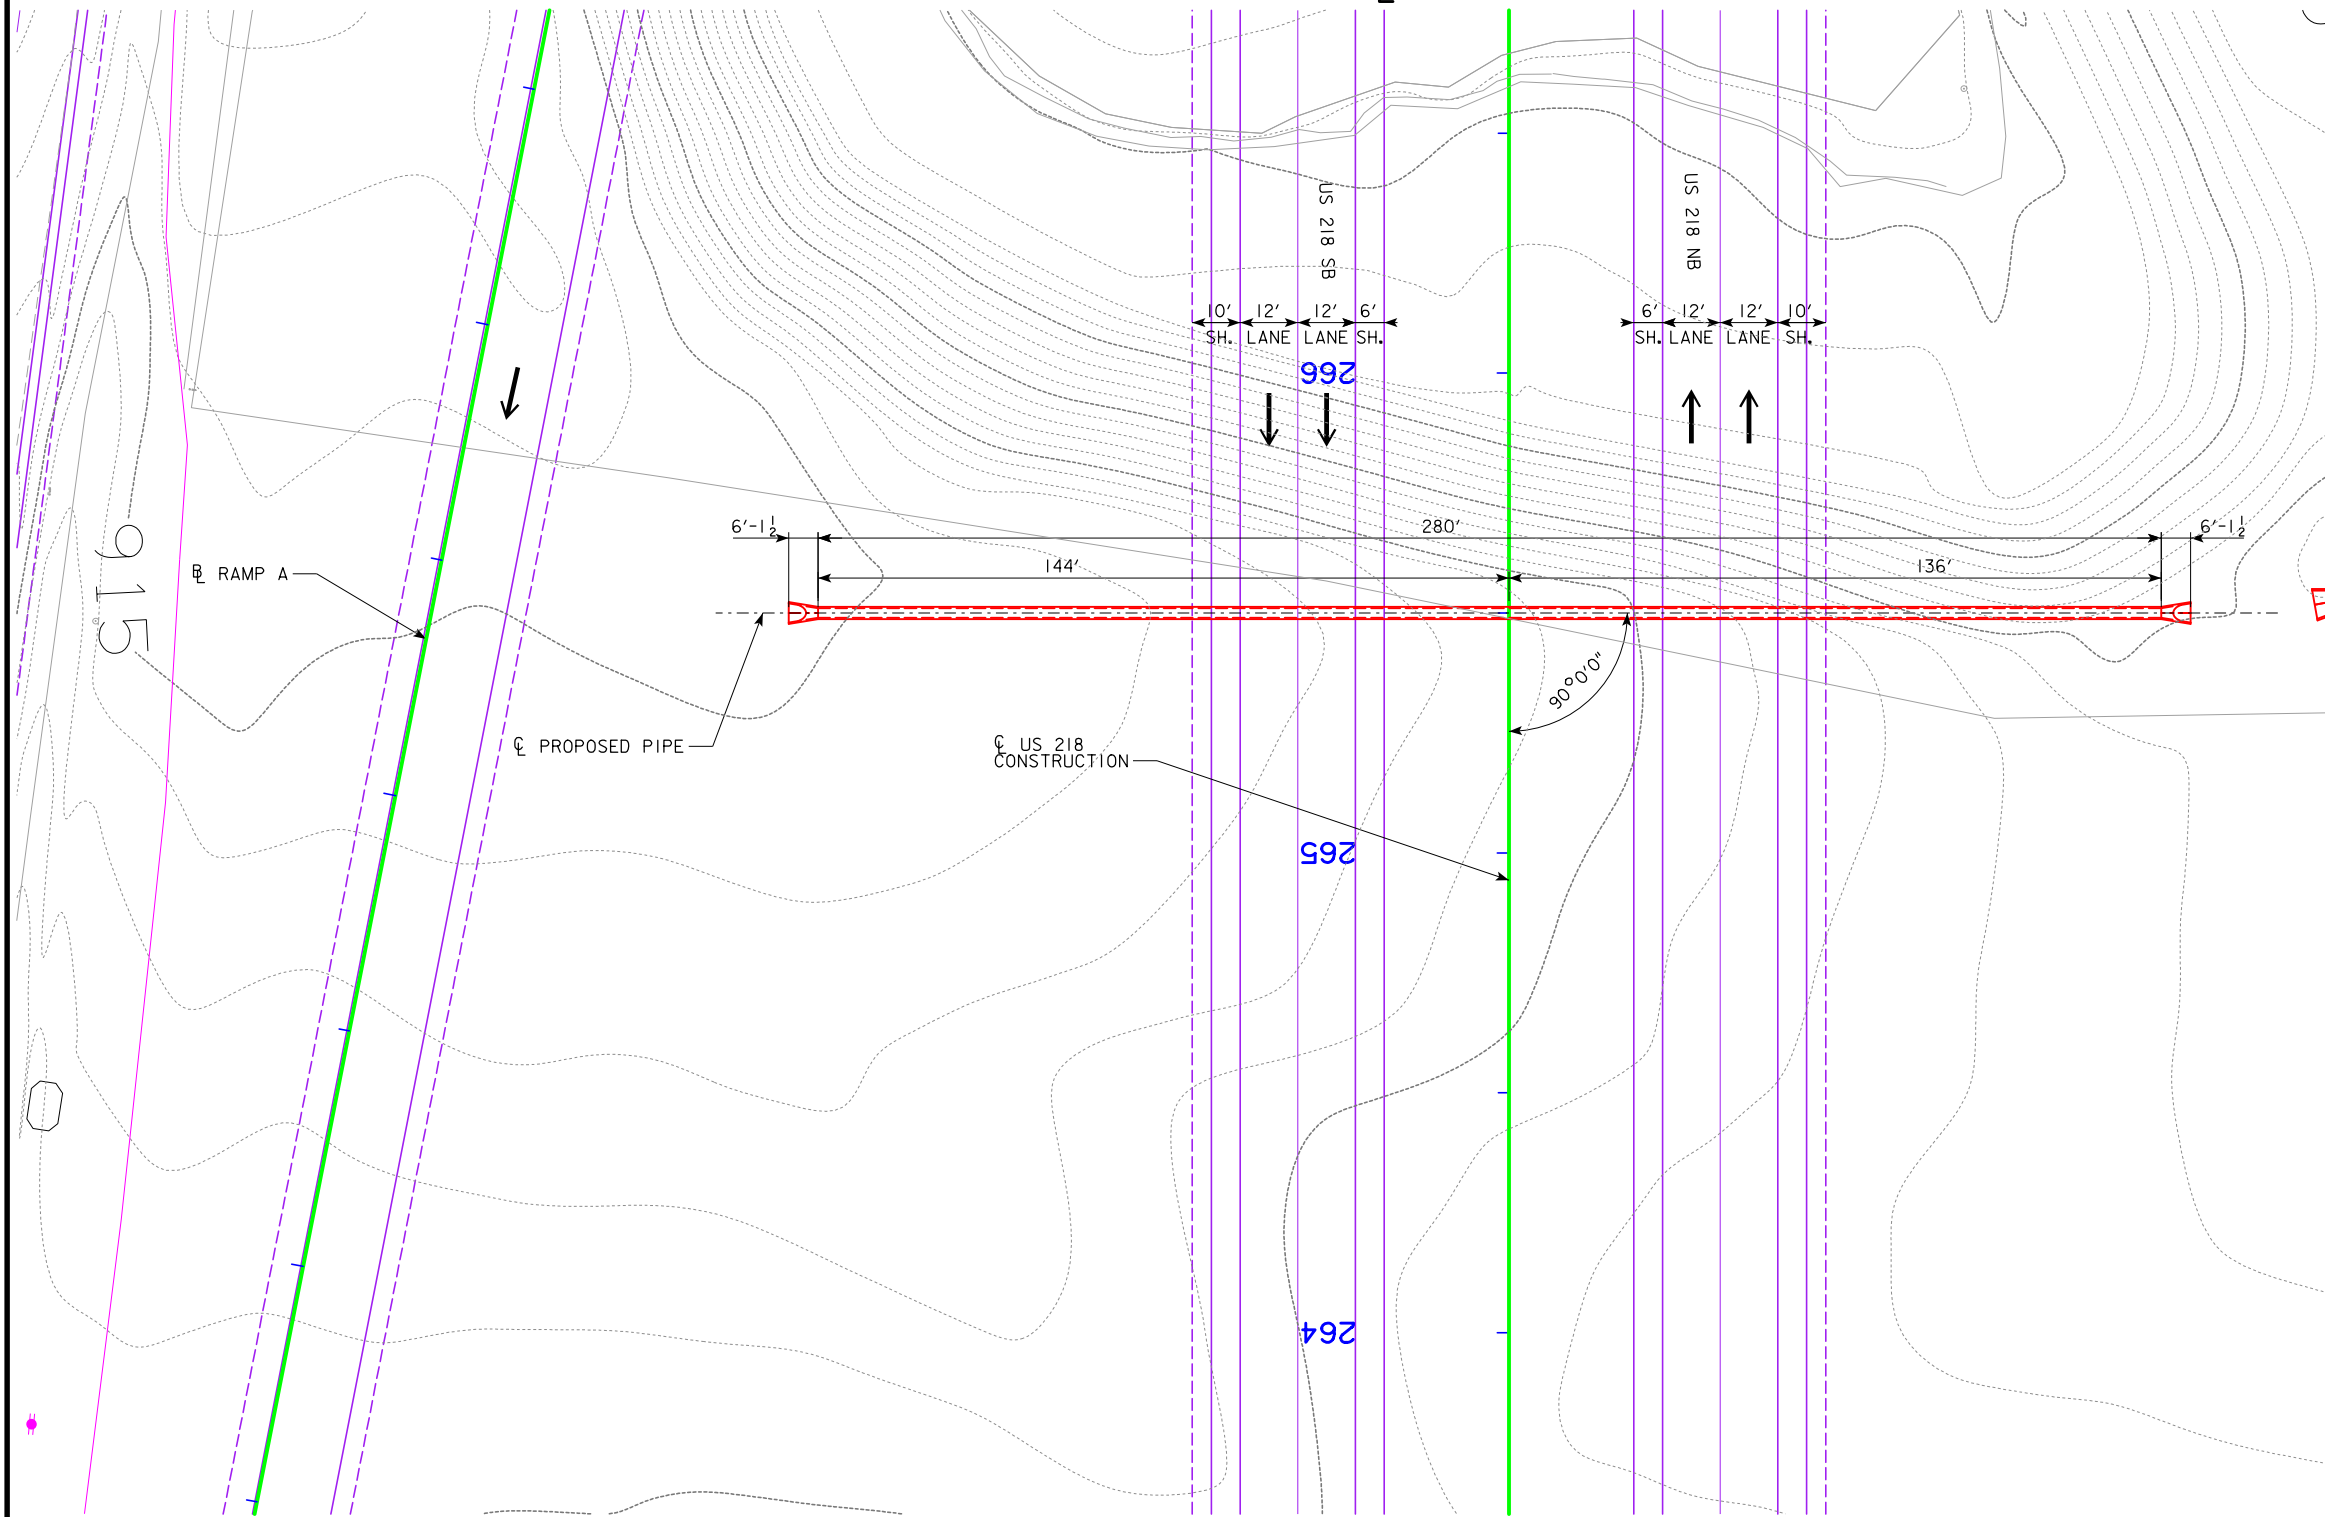 US 218 SB
US 218 NB
10' 12' 12' 6'
SH. LANE LANE SH.
6' 12' 12' 10'
SH. LANE LANE SH.
266
6'-1½
280'
6'-1½
144'
136'
915
℄ RAMP A
90°0'0"
℄ PROPOSED PIPE
℄ US 218
CONSTRUCTION
265
264